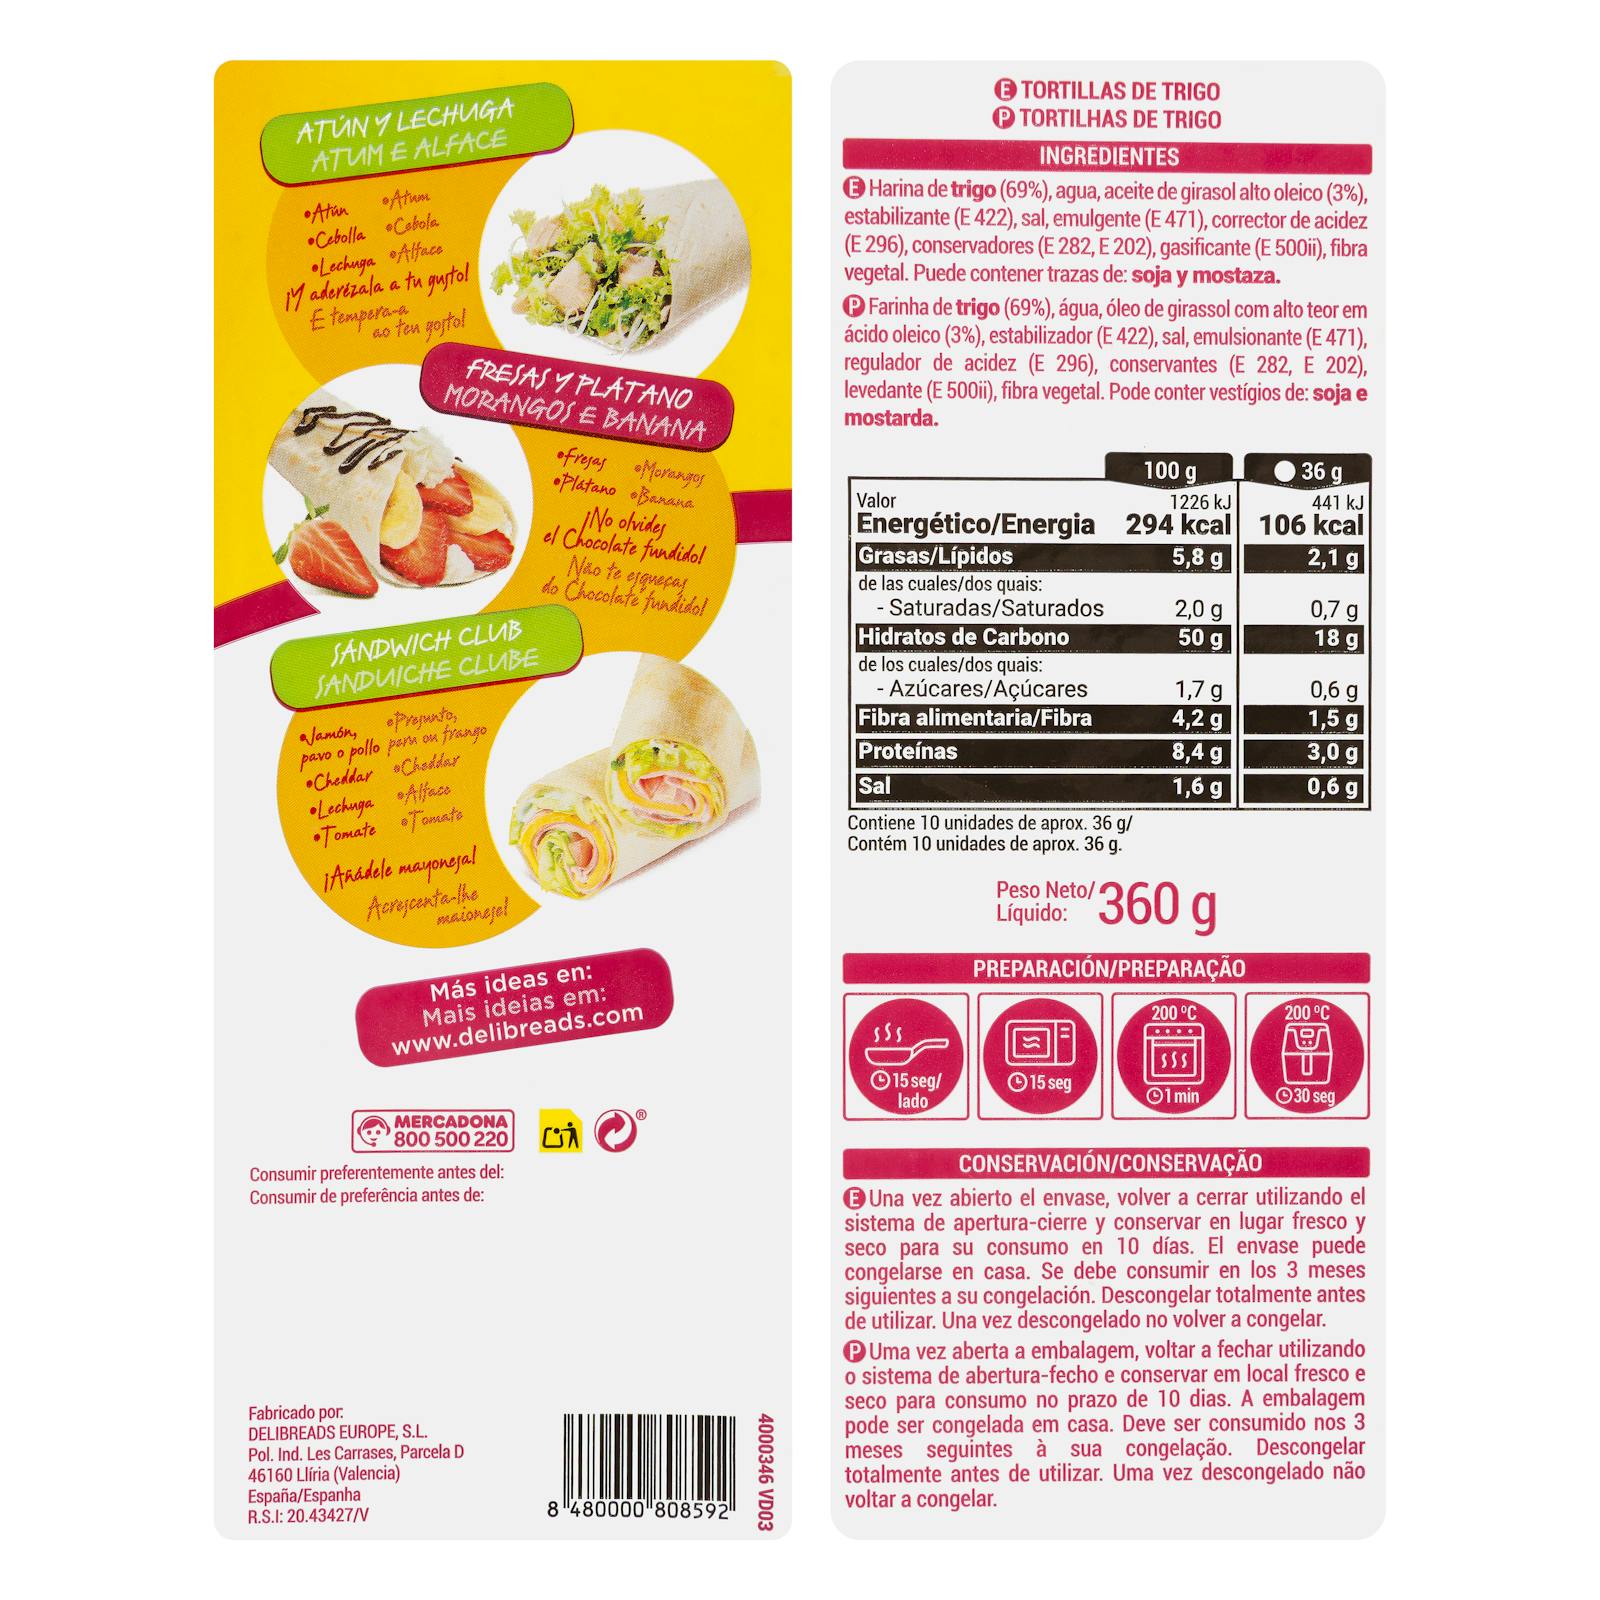 ATÚN Y LECHUGA
ATUM E ALFACE
•Atún •Atum
•Cebolla •Cebola
•Lechuga •Alface
¡Y aderézala a tu gusto!
E tempera-a
ao teu gosto!
FRESAS Y PLÁTANO
MORANGOS E BANANA
•Fresas •Morangos
•Plátano •Banana
¡No olvides
el Chocolate fundido!
Não te esqueças
do Chocolate fundido!
SÁNDWICH CLUB
SANDUICHE CLUBE
•Jamón, •Presunto,
pavo o pollo peru ou frango
•Cheddar •Cheddar
•Lechuga •Alface
•Tomate •Tomate
¡Añádele mayonesa!
Acrescenta-lhe
maionese!
Más ideas en:
Mais ideias em:
www.delibreads.com
MERCADONA
800 500 220
®
Consumir preferentemente antes del:
Consumir de preferência antes de:
Fabricado por:
DELIBREADS EUROPE, S.L.
Pol. Ind. Les Carrases, Parcela D
46160 Llíria (Valencia)
España/Espanha
R.S.I: 20.43427/V
8 480000 808592
4000346 VD03
E TORTILLAS DE TRIGO
P TORTILHAS DE TRIGO
INGREDIENTES
E Harina de trigo (69%), agua, aceite de girasol alto oleico (3%),
estabilizante (E 422), sal, emulgente (E 471), corrector de acidez
(E 296), conservadores (E 282, E 202), gasificante (E 500ii), fibra
vegetal. Puede contener trazas de: soja y mostaza.
P Farinha de trigo (69%), água, óleo de girassol com alto teor em
ácido oleico (3%), estabilizador (E 422), sal, emulsionante (E 471),
regulador de acidez (E 296), conservantes (E 282, E 202),
levedante (E 500ii), fibra vegetal. Pode conter vestígios de: soja e
mostarda.
100 g 36 g
Valor 1226 kJ 441 kJ
Energético/Energia 294 kcal 106 kcal
Grasas/Lípidos 5,8 g 2,1 g
de las cuales/dos quais:
- Saturadas/Saturados 2,0 g 0,7 g
Hidratos de Carbono 50 g 18 g
de los cuales/dos quais:
- Azúcares/Açúcares 1,7 g 0,6 g
Fibra alimentaria/Fibra 4,2 g 1,5 g
Proteínas 8,4 g 3,0 g
Sal 1,6 g 0,6 g
Contiene 10 unidades de aprox. 36 g/
Contém 10 unidades de aprox. 36 g.
Peso Neto/
Líquido: 360 g
PREPARACIÓN/PREPARAÇÃO
15 seg/
lado
15 seg
200 ºC
1 min
200 ºC
30 seg
CONSERVACIÓN/CONSERVAÇÃO
E Una vez abierto el envase, volver a cerrar utilizando el
sistema de apertura-cierre y conservar en lugar fresco y
seco para su consumo en 10 días. El envase puede
congelarse en casa. Se debe consumir en los 3 meses
siguientes a su congelación. Descongelar totalmente antes
de utilizar. Una vez descongelado no volver a congelar.
P Uma vez aberta a embalagem, voltar a fechar utilizando
o sistema de abertura-fecho e conservar em local fresco e
seco para consumo no prazo de 10 dias. A embalagem
pode ser congelada em casa. Deve ser consumido nos 3
meses seguintes à sua congelação. Descongelar
totalmente antes de utilizar. Uma vez descongelado não
voltar a congelar.